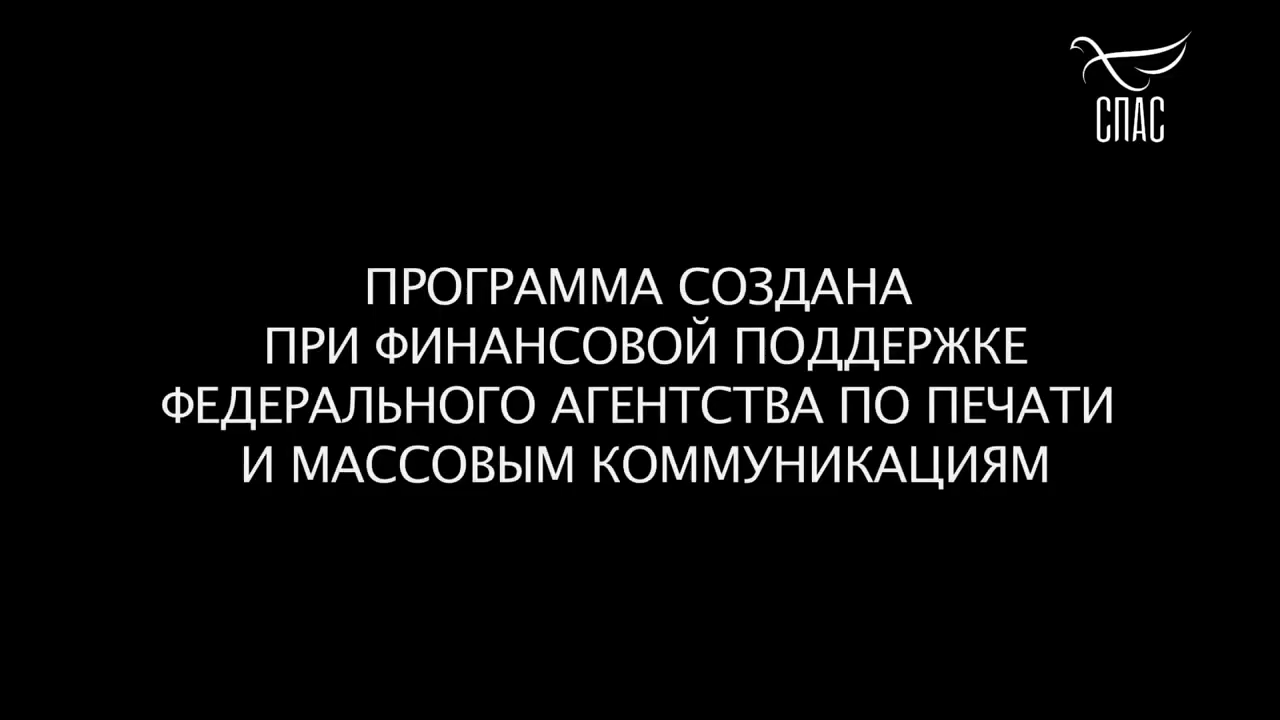 СПАС
ПРОГРАММА СОЗДАНА
ПРИ ФИНАНСОВОЙ ПОДДЕРЖКЕ
ФЕДЕРАЛЬНОГО АГЕНТСТВА ПО ПЕЧАТИ
И МАССОВЫМ КОММУНИКАЦИЯМ